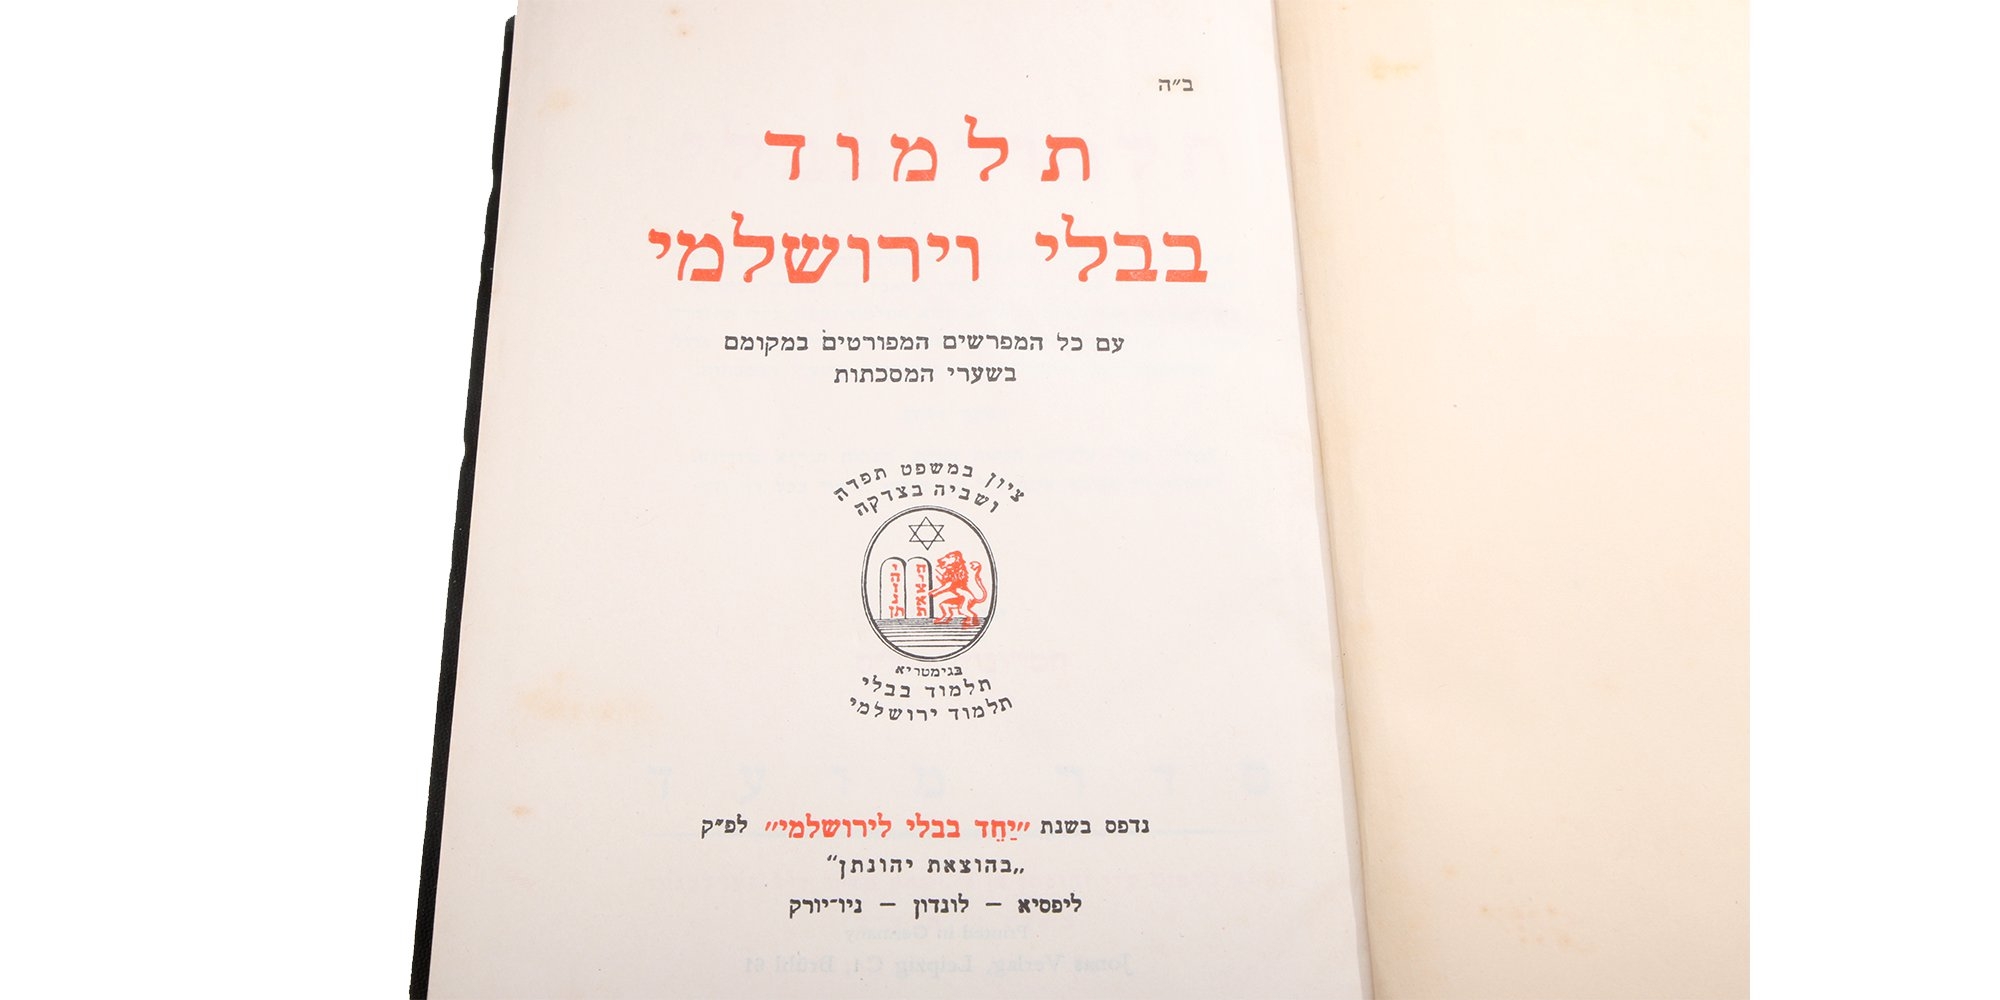 ב״ה
תלמוד
בבלי וירושלמי
עם כל המפרשים המפורטים במקומם
בשערי המסכתות
ציון במשפט תפדה
ושביה בצדקה
בגימטריא
תלמוד בבלי
תלמוד ירושלמי
נדפס בשנת ״יַחֵד בבלי לירושלמי״ לפ״ק
„בהוצאת יהונתן“
ליפסיא – לונדון – ניו־יורק